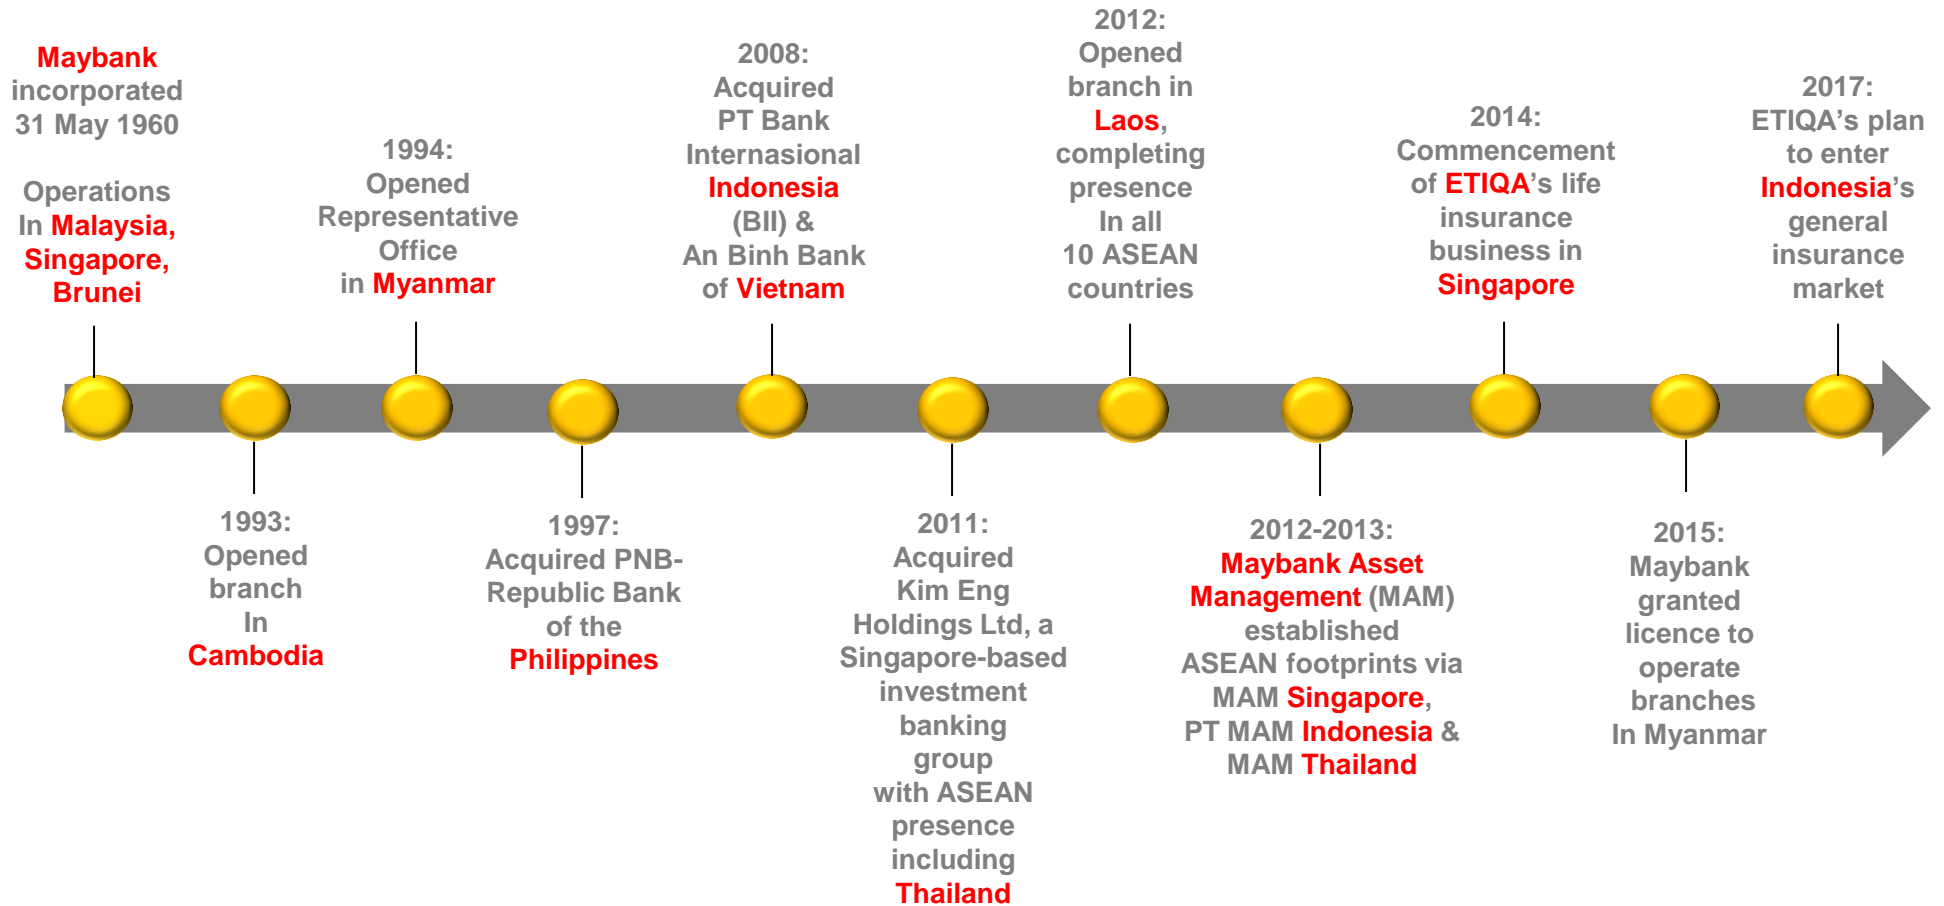 Maybank
incorporated
31 May 1960
Operations
In Malaysia,
Singapore,
Brunei
1993:
Opened
branch
In
Cambodia
1994:
Opened
Representative
Office
in Myanmar
1997:
Acquired PNB-
Republic Bank
of the
Philippines
2008:
Acquired
PT Bank
Internasional
Indonesia
(BII) &
An Binh Bank
of Vietnam
2011:
Acquired
Kim Eng
Holdings Ltd, a
Singapore-based
investment
banking
group
with ASEAN
presence
including
Thailand
2012:
Opened
branch in
Laos,
completing
presence
In all
10 ASEAN
countries
2012-2013:
Maybank Asset
Management (MAM)
established
ASEAN footprints via
MAM Singapore,
PT MAM Indonesia &
MAM Thailand
2014:
Commencement
of ETIQA’s life
insurance
business in
Singapore
2015:
Maybank
granted
licence to
operate
branches
In Myanmar
2017:
ETIQA’s plan
to enter
Indonesia’s
general
insurance
market